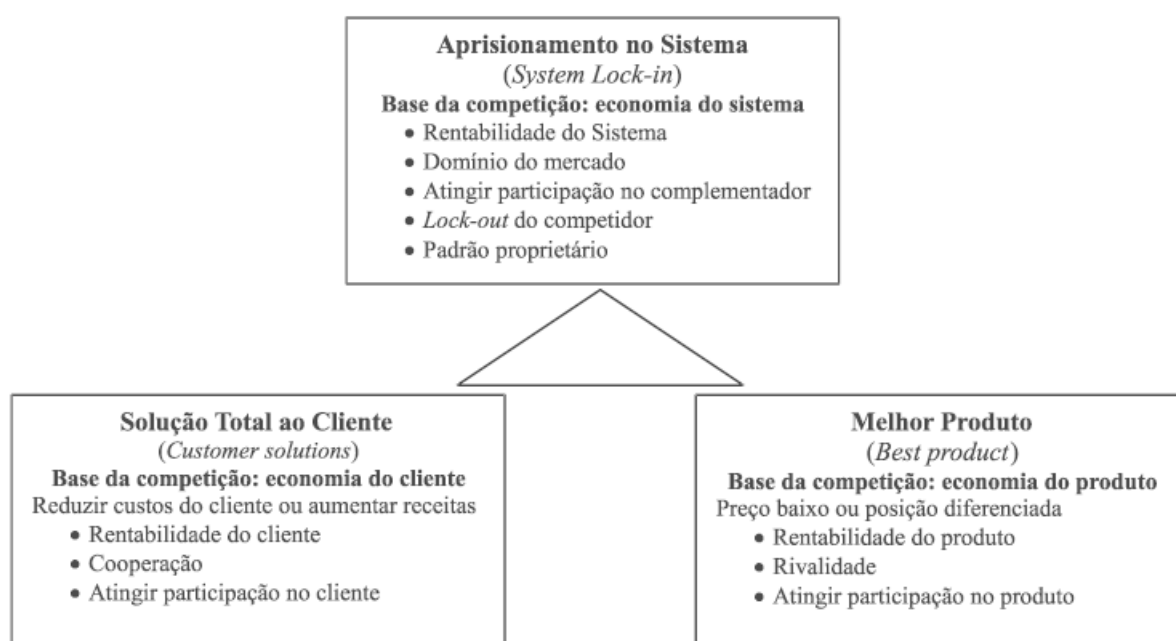 Aprisionamento no Sistema
(System Lock-in)
Base da competição: economia do sistema
• Rentabilidade do Sistema
• Domínio do mercado
• Atingir participação no complementador
• Lock-out do competidor
• Padrão proprietário
Solução Total ao Cliente
(Customer solutions)
Base da competição: economia do cliente
Reduzir custos do cliente ou aumentar receitas
• Rentabilidade do cliente
• Cooperação
• Atingir participação no cliente
Melhor Produto
(Best product)
Base da competição: economia do produto
Preço baixo ou posição diferenciada
• Rentabilidade do produto
• Rivalidade
• Atingir participação no produto